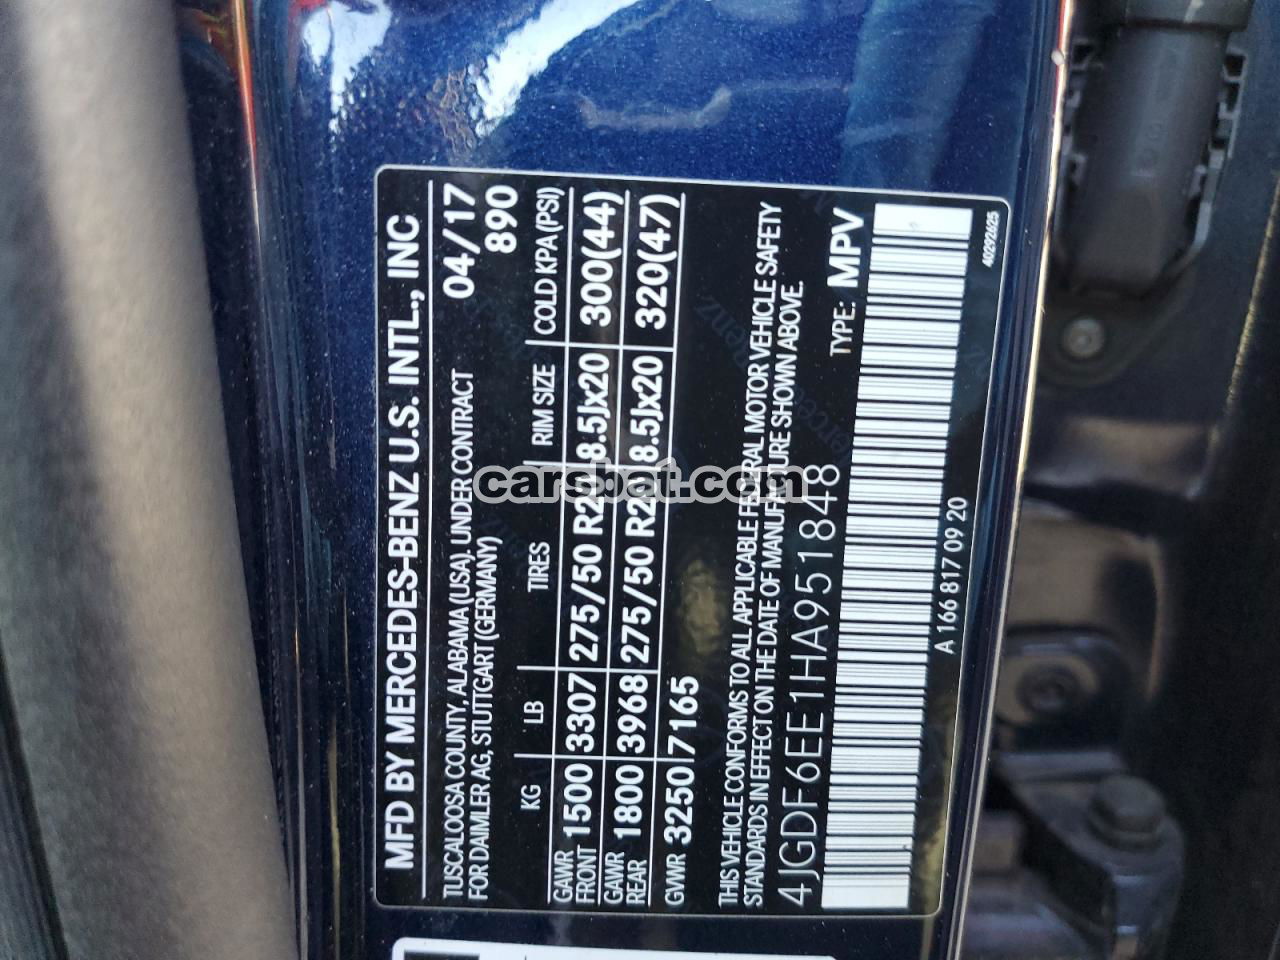 MFD BY MERCEDES-BENZ U.S. INTL., INC
TUSCALOOSA COUNTY, ALABAMA (USA), UNDER CONTRACT 04/17
FOR DAIMLER AG, STUTTGART (GERMANY) 890
KG LB TIRES RIM SIZE COLD KPA (PSI)
GAWR FRONT 1500 3307 275/50 R20 8.5Jx20 300(44)
GAWR REAR 1800 3968 275/50 R20 8.5Jx20 320(47)
GVWR 3250 7165
THIS VEHICLE CONFORMS TO ALL APPLICABLE FEDERAL MOTOR VEHICLE SAFETY
STANDARDS IN EFFECT ON THE DATE OF MANUFACTURE SHOWN ABOVE.
4JGDF6EE1HA951848 TYPE: MPV
A 166 817 09 20 40292625
carsbat.com